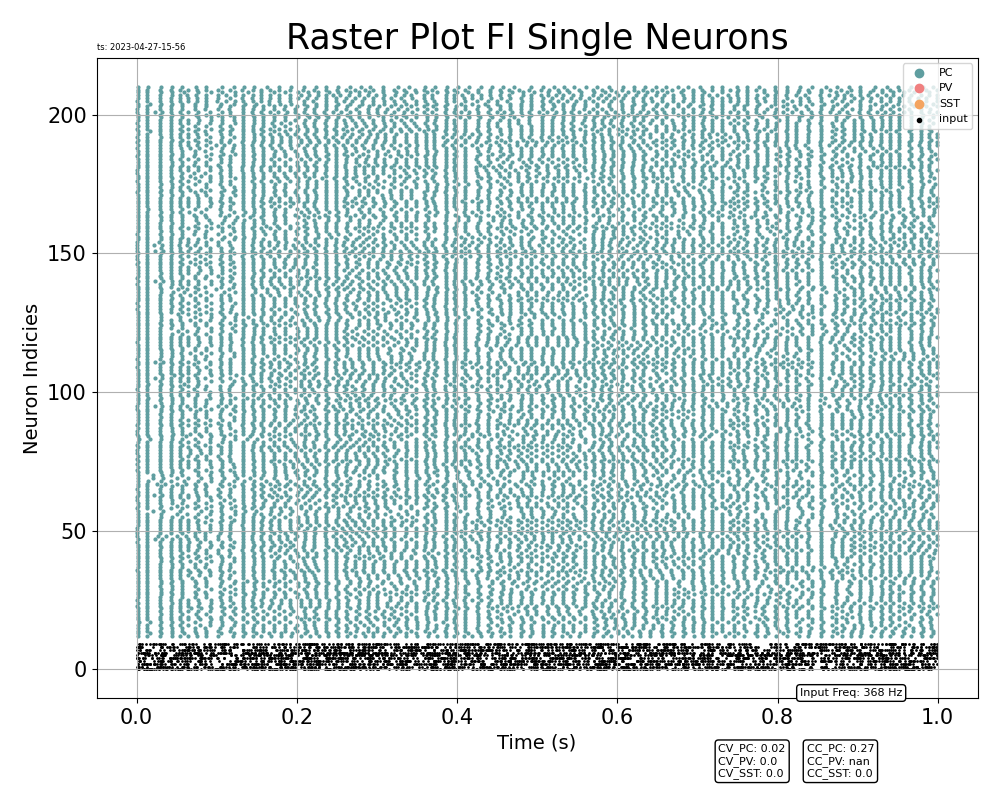 Raster Plot FI Single Neurons
ts: 2023-04-27-15-56
PC
PV
SST
input
200
150
100
50
0
Neuron Indicies
0.0 0.2 0.4 0.6 0.8 1.0
Time (s)
Input Freq: 368 Hz
CV_PC: 0.02
CV_PV: 0.0
CV_SST: 0.0
CC_PC: 0.27
CC_PV: nan
CC_SST: 0.0